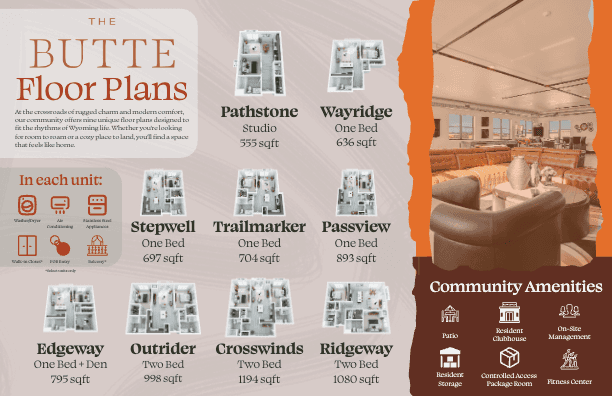 THE
BUTTE
Floor Plans
At the crossroads of rugged charm and modern comfort,
our community offers nine unique floor plans designed to
fit the rhythms of Wyoming life. Whether you're looking
for room to roam or a cozy place to land, you'll find a space
that feels like home.
In each unit:
Washer/Dryer
Air
Conditioning
Stainless Steel
Appliances
Walk-in Closet*
Balcony*
Pathstone
Studio
555 sqft
Wayridge
One Bed
636 sqft
Stepwell
One Bed
697 sqft
Trailmarker
One Bed
704 sqft
Passview
One Bed
893 sqft
Edgeway
One Bed + Den
795 sqft
Outrider
Two Bed
998 sqft
Crosswinds
Two Bed
1194 sqft
Ridgeway
Two Bed
1080 sqft
Community Amenities
Patio
Resident
Clubhouse
On-Site
Management
Resident
Storage
Controlled Access
Package Room
Fitness Center